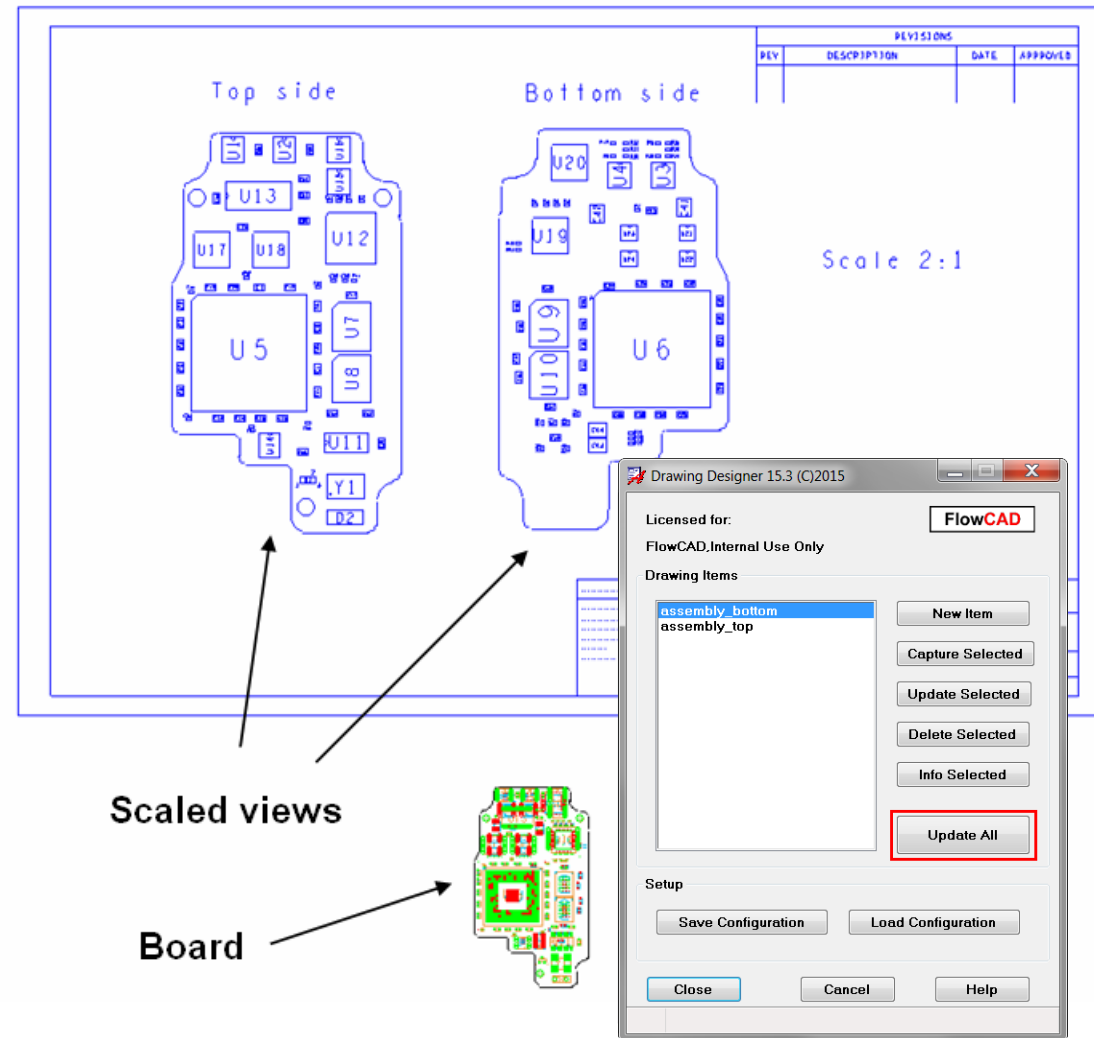 REVISIONS
REV DESCRIPTION DATE APPROVED
Top side
Bottom side
Scale 2:1
U1
U2
U13
U17
U18
U12
U5
U7
U8
U11
Y1
D2
U20
U4
U3
U19
U9
U10
U6
Scaled views
Board
Drawing Designer 15.3 (C)2015
Licensed for:
FlowCAD
FlowCAD,Internal Use Only
Drawing Items
assembly_bottom
assembly_top
New Item
Capture Selected
Update Selected
Delete Selected
Info Selected
Update All
Setup
Save Configuration
Load Configuration
Close
Cancel
Help